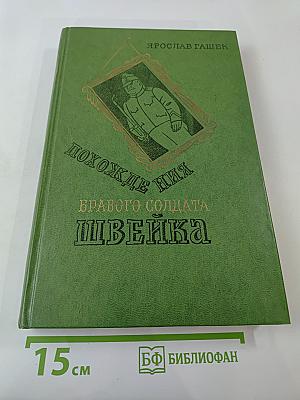 ЯРОСЛАВ ГАШЕК
ПОХОЖДЕНИЯ
БРАВОГО СОЛДАТА
ШВЕЙКА
15 см
БФ БИБЛИОФАН